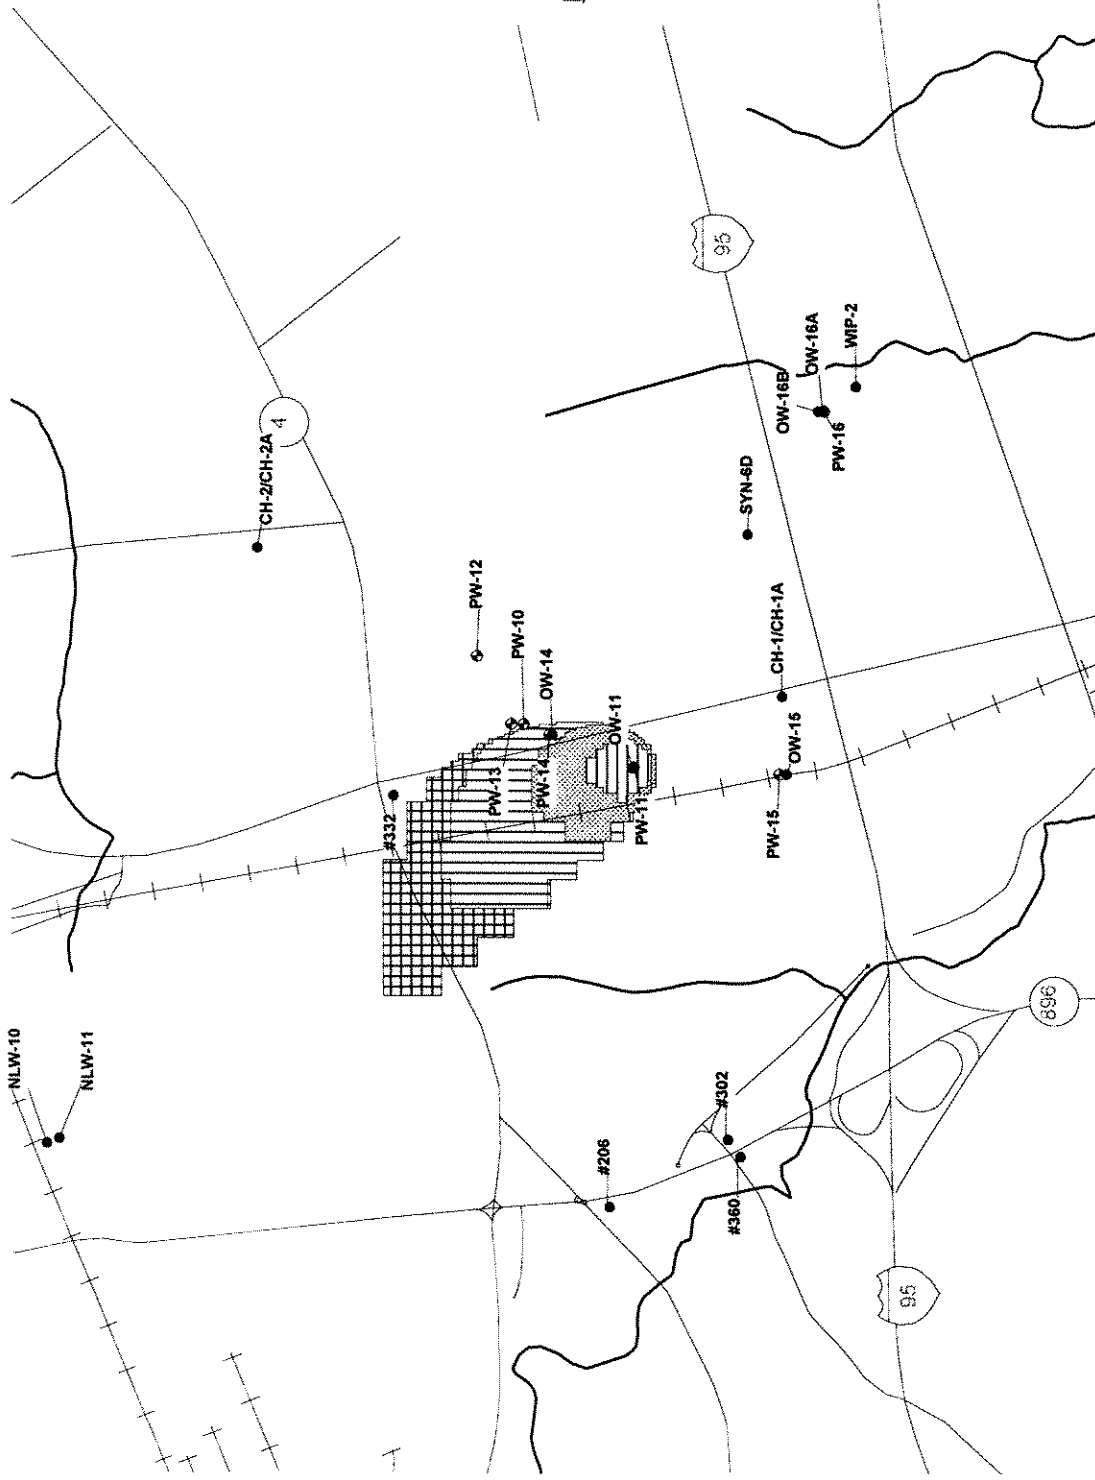 NLW-10
NLW-11
CH-2/CH-2A
4
#332
PW-12
PW-10
OW-14
PW-13
PW-14
OW-11
PW-11
95
OW-16B
OW-16A
WIP-2
PW-16
SYN-6D
CH-1/CH-1A
PW-15
OW-15
#206
#302
#360
896
95